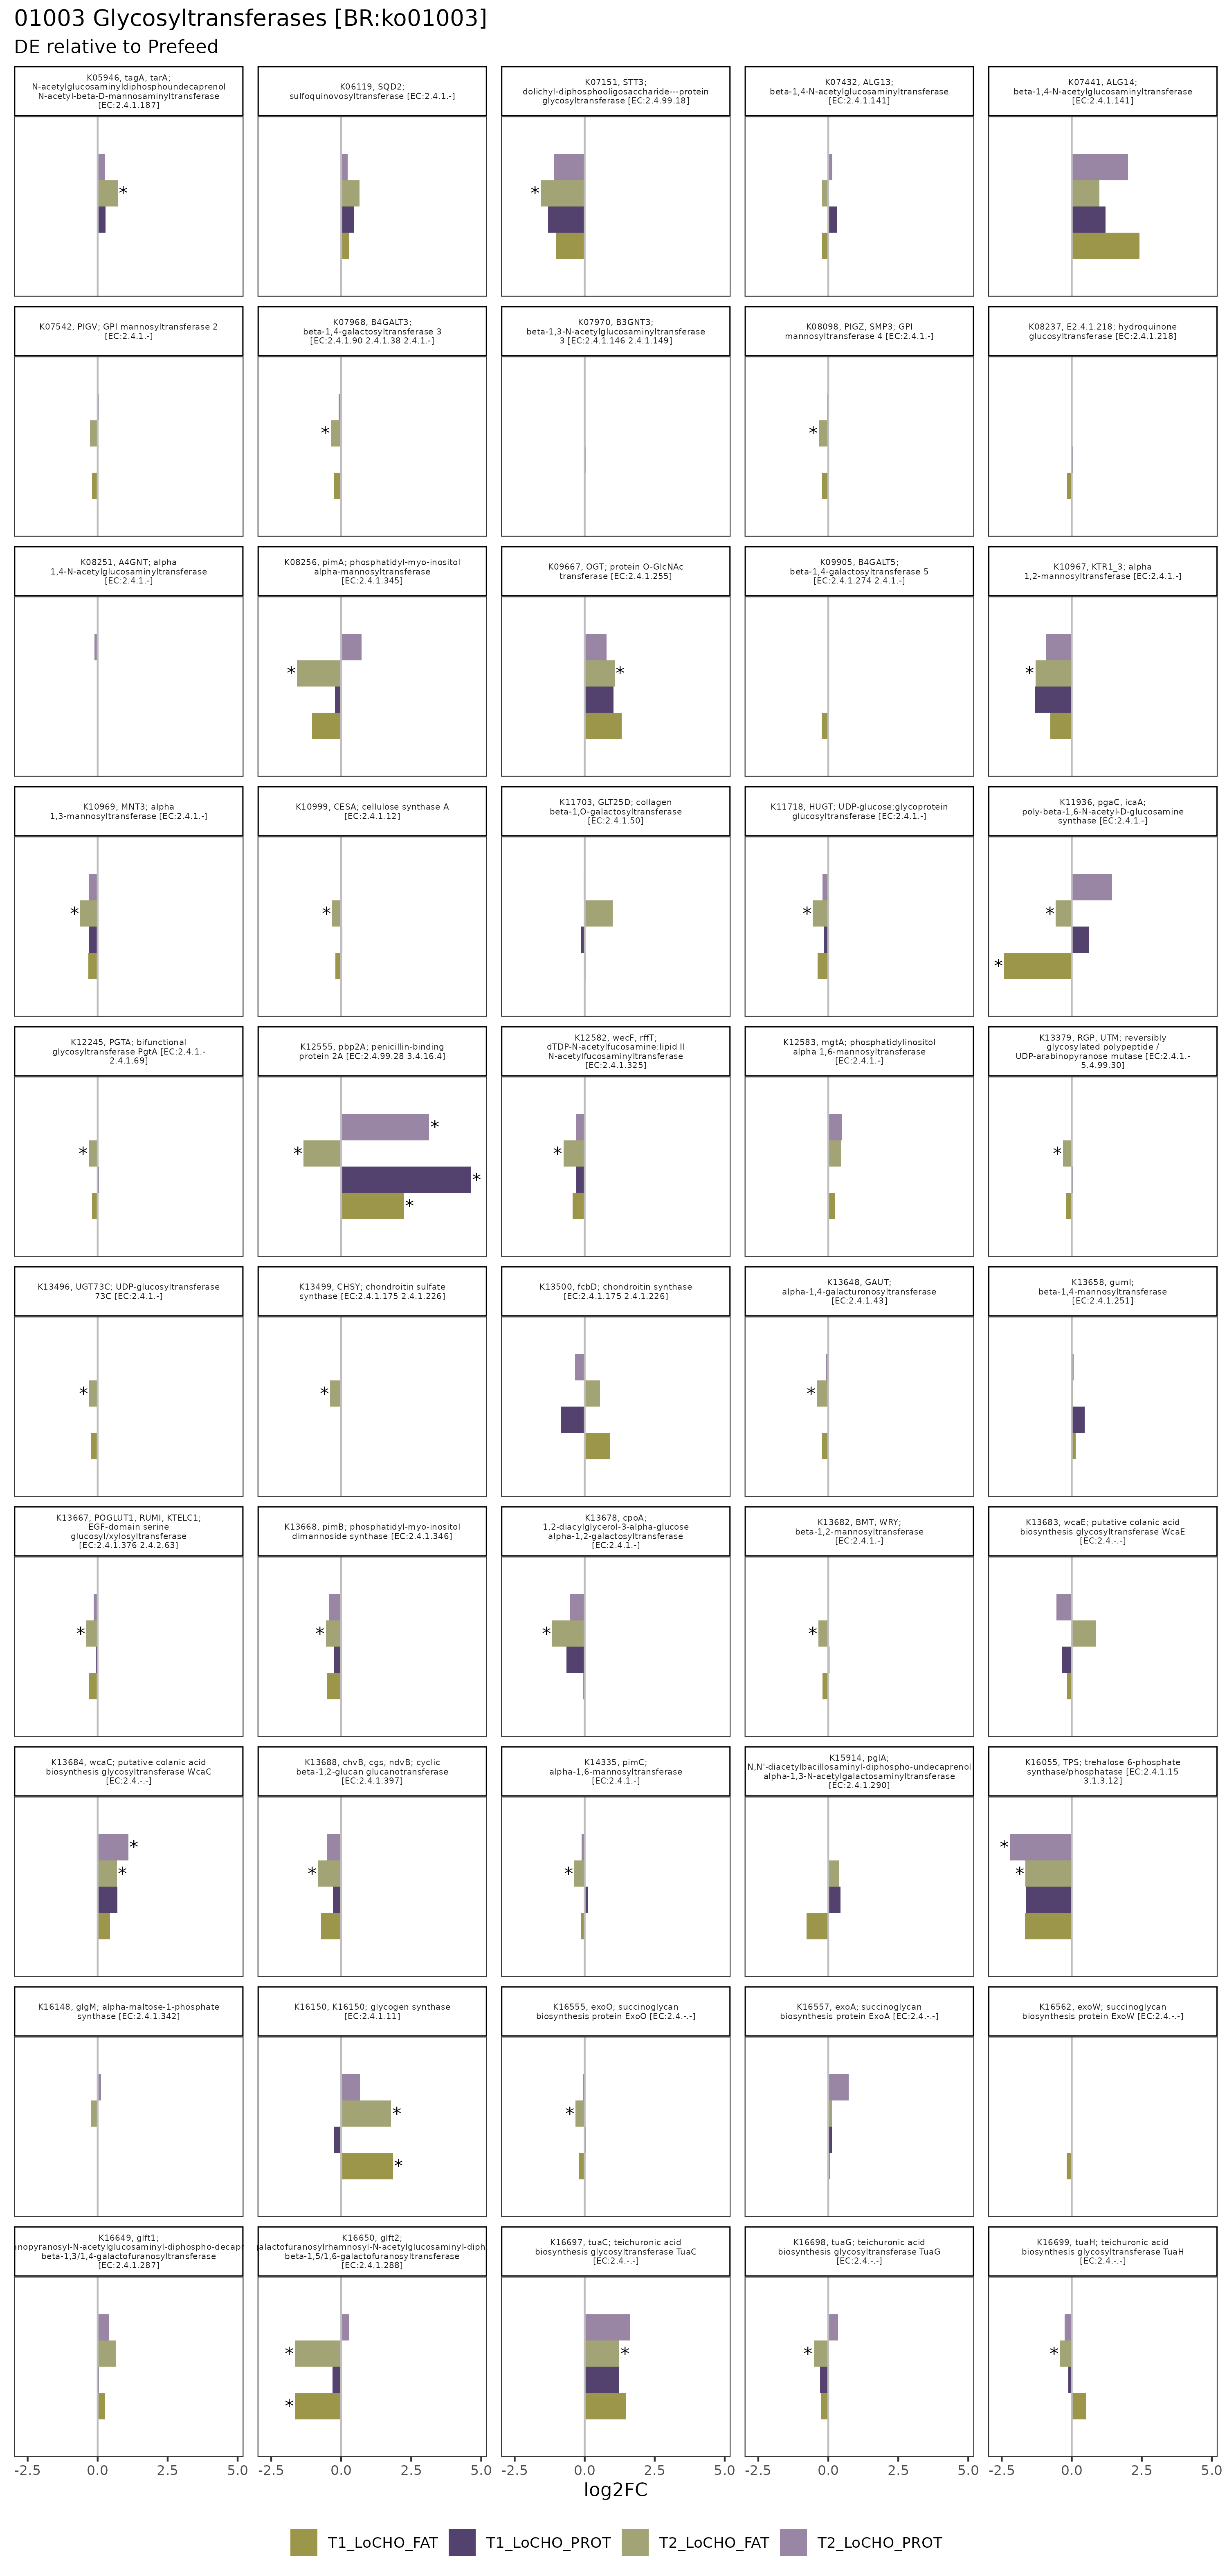 01003 Glycosyltransferases [BR:ko01003]
DE relative to Prefeed
K05946, tagA, tarA;
N-acetylglucosaminyldiphosphoundecaprenol
N-acetyl-beta-D-mannosaminyltransferase
[EC:2.4.1.187]
K06119, SQD2;
sulfoquinovosyltransferase [EC:2.4.1.-]
K07151, STT3;
dolichyl-diphosphooligosaccharide---protein
glycosyltransferase [EC:2.4.99.18]
K07432, ALG13;
beta-1,4-N-acetylglucosaminyltransferase
[EC:2.4.1.141]
K07441, ALG14;
beta-1,4-N-acetylglucosaminyltransferase
[EC:2.4.1.141]
*
*
K07542, PIGV; GPI mannosyltransferase 2
[EC:2.4.1.-]
K07968, B4GALT3;
beta-1,4-galactosyltransferase 3
[EC:2.4.1.90 2.4.1.38 2.4.1.-]
K07970, B3GNT3;
beta-1,3-N-acetylglucosaminyltransferase
3 [EC:2.4.1.146 2.4.1.149]
K08098, PIGZ, SMP3; GPI
mannosyltransferase 4 [EC:2.4.1.-]
K08237, E2.4.1.218; hydroquinone
glucosyltransferase [EC:2.4.1.218]
*
*
K08251, A4GNT; alpha
1,4-N-acetylglucosaminyltransferase
[EC:2.4.1.-]
K08256, pimA; phosphatidyl-myo-inositol
alpha-mannosyltransferase
[EC:2.4.1.345]
K09667, OGT; protein O-GlcNAc
transferase [EC:2.4.1.255]
K09905, B4GALT5;
beta-1,4-galactosyltransferase 5
[EC:2.4.1.274 2.4.1.-]
K10967, KTR1_3; alpha
1,2-mannosyltransferase [EC:2.4.1.-]
*
*
*
K10969, MNT3; alpha
1,3-mannosyltransferase [EC:2.4.1.-]
K10999, CESA; cellulose synthase A
[EC:2.4.1.12]
K11703, GLT25D; collagen
beta-1,O-galactosyltransferase
[EC:2.4.1.50]
K11718, HUGT; UDP-glucose:glycoprotein
glucosyltransferase [EC:2.4.1.-]
K11936, pgaC, icaA;
poly-beta-1,6-N-acetyl-D-glucosamine
synthase [EC:2.4.1.-]
*
*
*
*
*
K12245, PGTA; bifunctional
glycosyltransferase PgtA [EC:2.4.1.-
2.4.1.69]
K12555, pbp2A; penicillin-binding
protein 2A [EC:2.4.99.28 3.4.16.4]
K12582, wecF, rffT;
dTDP-N-acetylfucosamine:lipid II
N-acetylfucosaminyltransferase
[EC:2.4.1.325]
K12583, mgtA; phosphatidylinositol
alpha 1,6-mannosyltransferase
[EC:2.4.1.-]
K13379, RGP, UTM; reversibly
glycosylated polypeptide /
UDP-arabinopyranose mutase [EC:2.4.1.-
5.4.99.30]
*
*
*
*
*
*
*
K13496, UGT73C; UDP-glucosyltransferase
73C [EC:2.4.1.-]
K13499, CHSY; chondroitin sulfate
synthase [EC:2.4.1.175 2.4.1.226]
K13500, fcbD; chondroitin synthase
[EC:2.4.1.175 2.4.1.226]
K13648, GAUT;
alpha-1,4-galacturonosyltransferase
[EC:2.4.1.43]
K13658, gumI;
beta-1,4-mannosyltransferase
[EC:2.4.1.251]
*
*
*
K13667, POGLUT1, RUMI, KTELC1;
EGF-domain serine
glucosyl/xylosyltransferase
[EC:2.4.1.376 2.4.2.63]
K13668, pimB; phosphatidyl-myo-inositol
dimannoside synthase [EC:2.4.1.346]
K13678, cpoA;
1,2-diacylglycerol-3-alpha-glucose
alpha-1,2-galactosyltransferase
[EC:2.4.1.-]
K13682, BMT, WRY;
beta-1,2-mannosyltransferase
[EC:2.4.1.-]
K13683, wcaE; putative colanic acid
biosynthesis glycosyltransferase WcaE
[EC:2.4.-.-]
*
*
*
*
K13684, wcaC; putative colanic acid
biosynthesis glycosyltransferase WcaC
[EC:2.4.-.-]
K13688, chvB, cgs, ndvB; cyclic
beta-1,2-glucan glucanotransferase
[EC:2.4.1.397]
K14335, pimC;
alpha-1,6-mannosyltransferase
[EC:2.4.1.-]
K15914, pglA;
N,N'-diacetylbacillosaminyl-diphospho-undecaprenol
alpha-1,3-N-acetylgalactosaminyltransferase
[EC:2.4.1.290]
K16055, TPS; trehalose 6-phosphate
synthase/phosphatase [EC:2.4.1.15
3.1.3.12]
*
*
*
*
*
*
K16148, glgM; alpha-maltose-1-phosphate
synthase [EC:2.4.1.342]
K16150, K16150; glycogen synthase
[EC:2.4.1.11]
K16555, exoO; succinoglycan
biosynthesis protein ExoO [EC:2.4.-.-]
K16557, exoA; succinoglycan
biosynthesis protein ExoA [EC:2.4.-.-]
K16562, exoW; succinoglycan
biosynthesis protein ExoW [EC:2.4.-.-]
*
*
*
K16649, glft1;
nopyranosyl-N-acetylglucosaminyl-diphospho-decapr
beta-1,3/1,4-galactofuranosyltransferase
[EC:2.4.1.287]
K16650, glft2;
alactofuranosylrhamnosyl-N-acetylglucosaminyl-diph
beta-1,5/1,6-galactofuranosyltransferase
[EC:2.4.1.288]
K16697, tuaC; teichuronic acid
biosynthesis glycosyltransferase TuaC
[EC:2.4.-.-]
K16698, tuaG; teichuronic acid
biosynthesis glycosyltransferase TuaG
[EC:2.4.-.-]
K16699, tuaH; teichuronic acid
biosynthesis glycosyltransferase TuaH
[EC:2.4.-.-]
*
*
*
*
*
-2.5 0.0 2.5 5.0
-2.5 0.0 2.5 5.0
-2.5 0.0 2.5 5.0
-2.5 0.0 2.5 5.0
-2.5 0.0 2.5 5.0
log2FC
T1_LoCHO_FAT T1_LoCHO_PROT T2_LoCHO_FAT T2_LoCHO_PROT